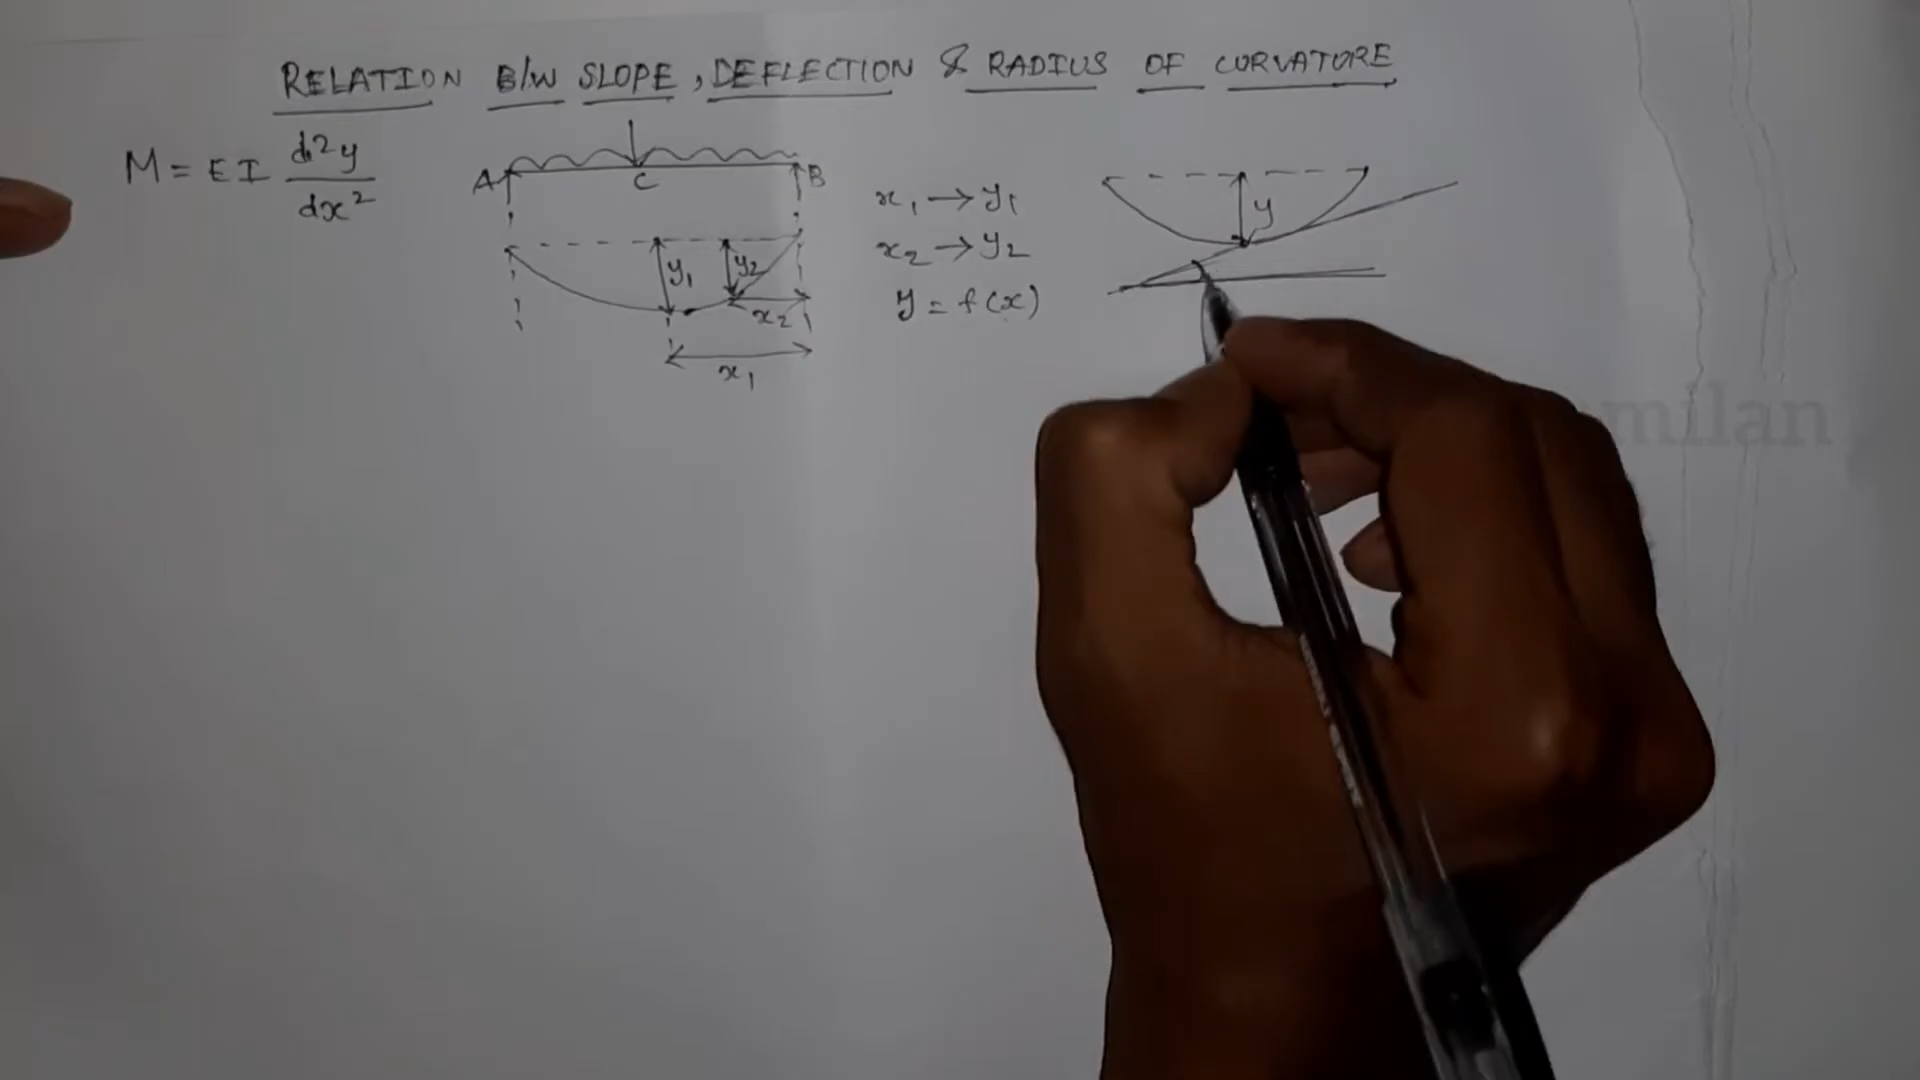 RELATION B/W SLOPE, DEFLECTION & RADIUS OF CURVATURE
M = EI d²y/dx²
A C B
y₁ y₂
x₂
x₁
x₁ → y₁
x₂ → y₂
y = f(x)
y